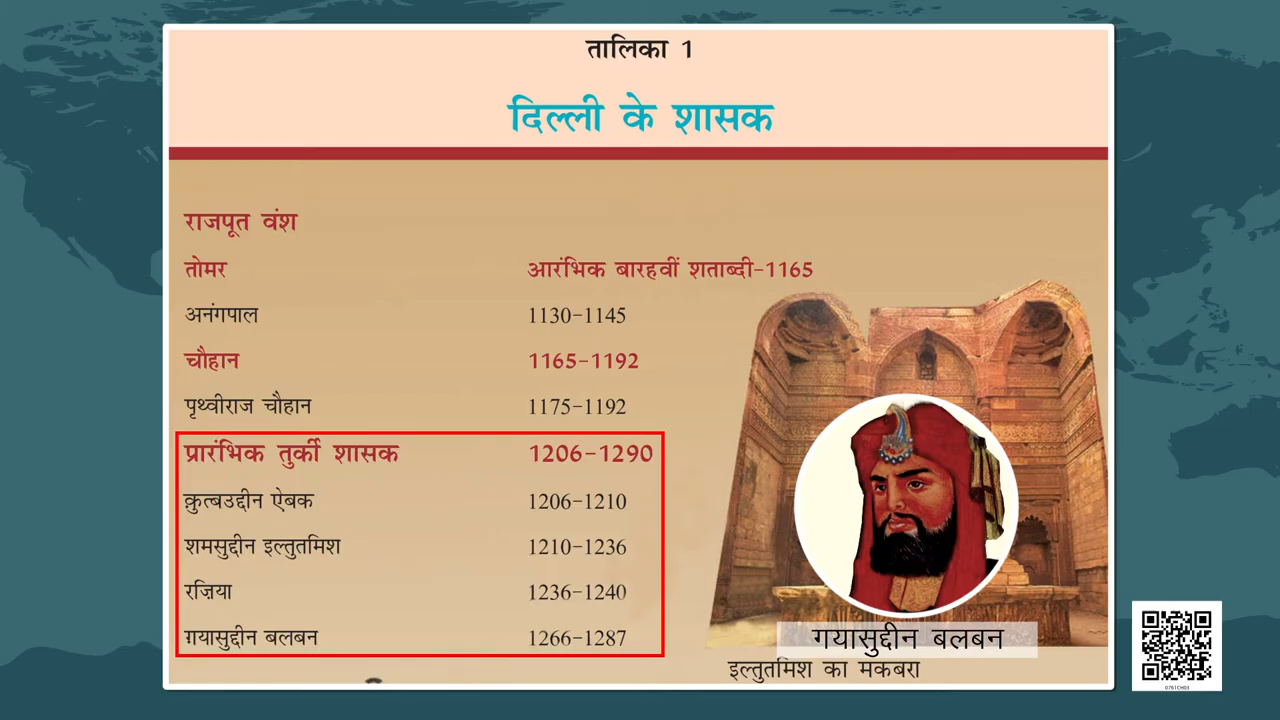 तालिका 1
दिल्ली के शासक
राजपूत वंश
तोमर आरंभिक बारहवीं शताब्दी-1165
अनंगपाल 1130-1145
चौहान 1165-1192
पृथ्वीराज चौहान 1175-1192
प्रारंभिक तुर्की शासक 1206-1290
क़ुत्बउद्दीन ऐबक 1206-1210
शमसुद्दीन इल्तुतमिश 1210-1236
रज़िया 1236-1240
ग़यासुद्दीन बलबन 1266-1287
गयासुद्दीन बलबन
इल्तुतमिश का मकबरा
0761CH03